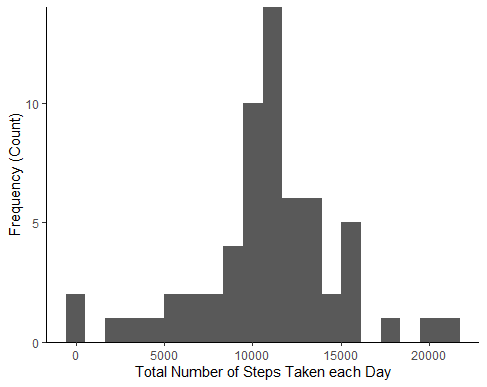 Frequency (Count)
10
5
0
0 5000 10000 15000 20000
Total Number of Steps Taken each Day